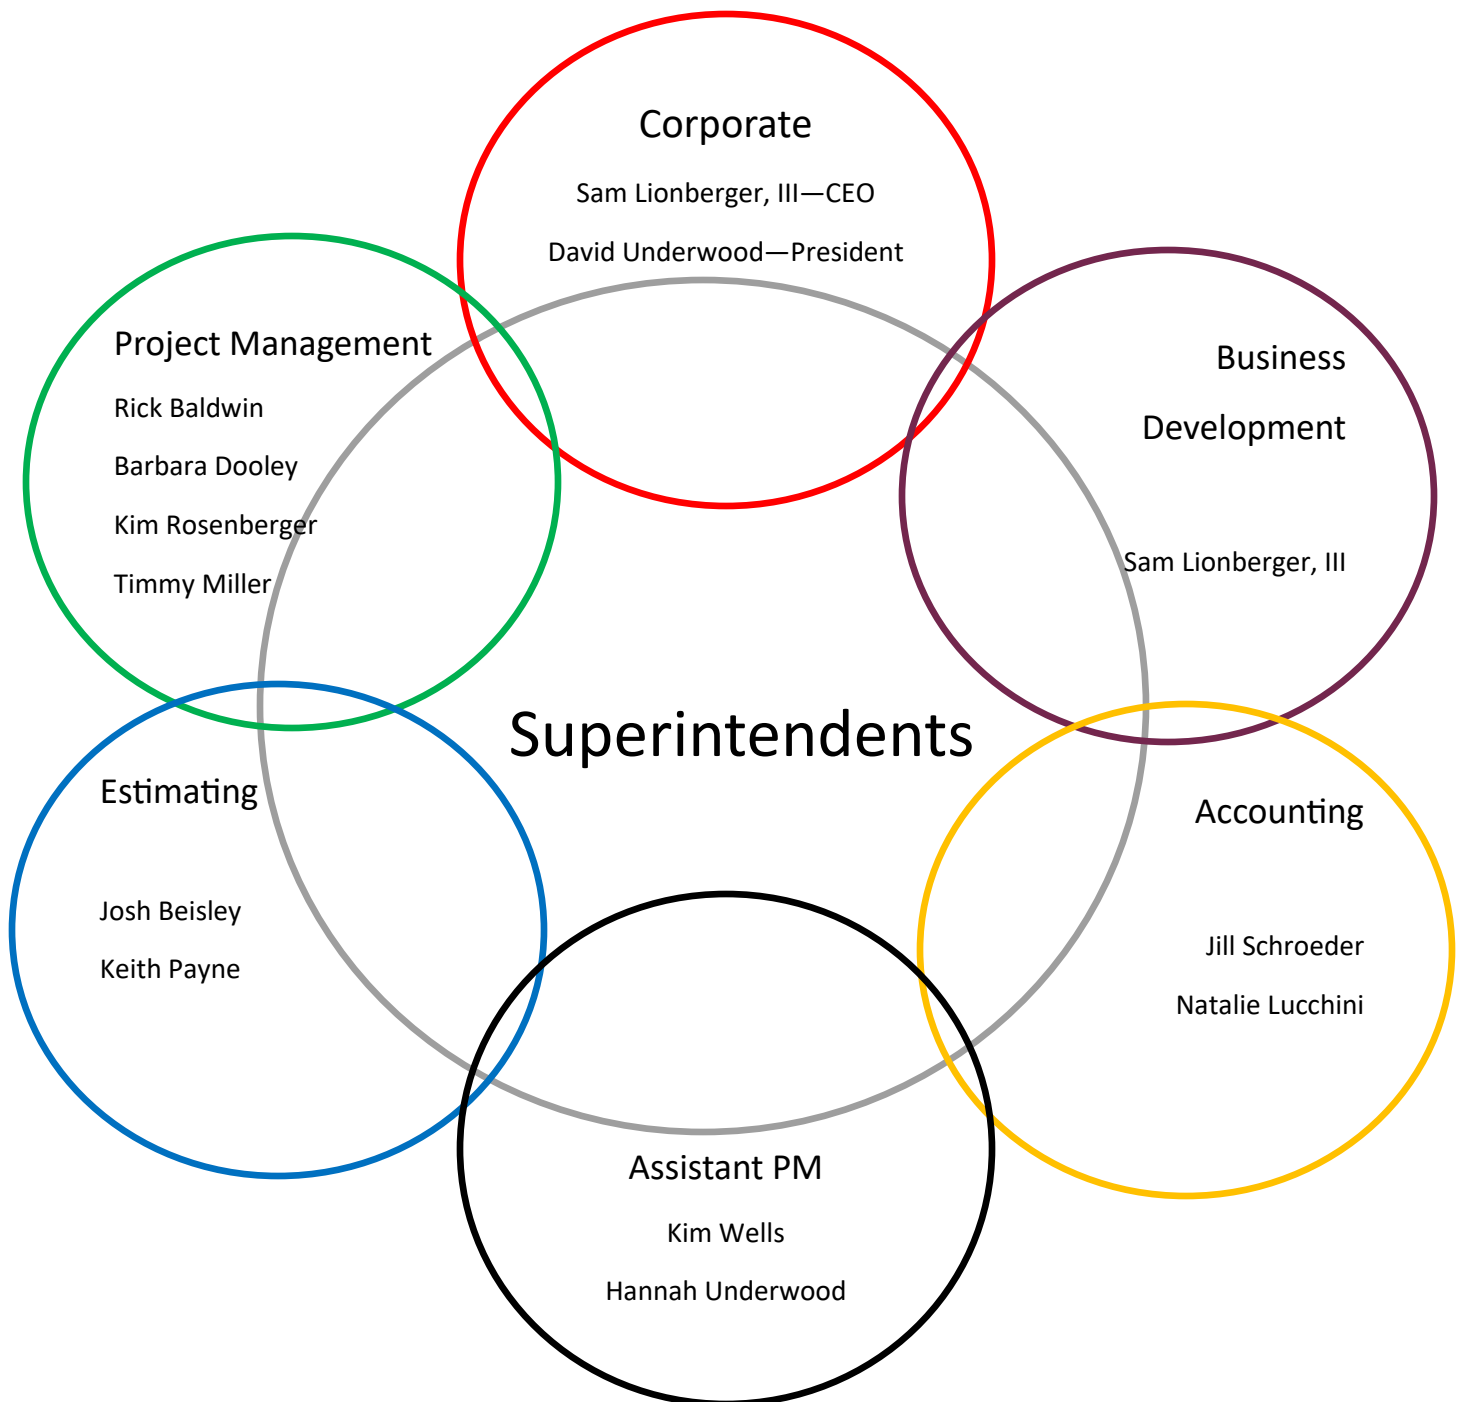 Corporate
Sam Lionberger, III—CEO
David Underwood—President
Project Management
Rick Baldwin
Barbara Dooley
Kim Rosenberger
Timmy Miller
Business
Development
Sam Lionberger, III
Superintendents
Estimating
Josh Beisley
Keith Payne
Accounting
Jill Schroeder
Natalie Lucchini
Assistant PM
Kim Wells
Hannah Underwood